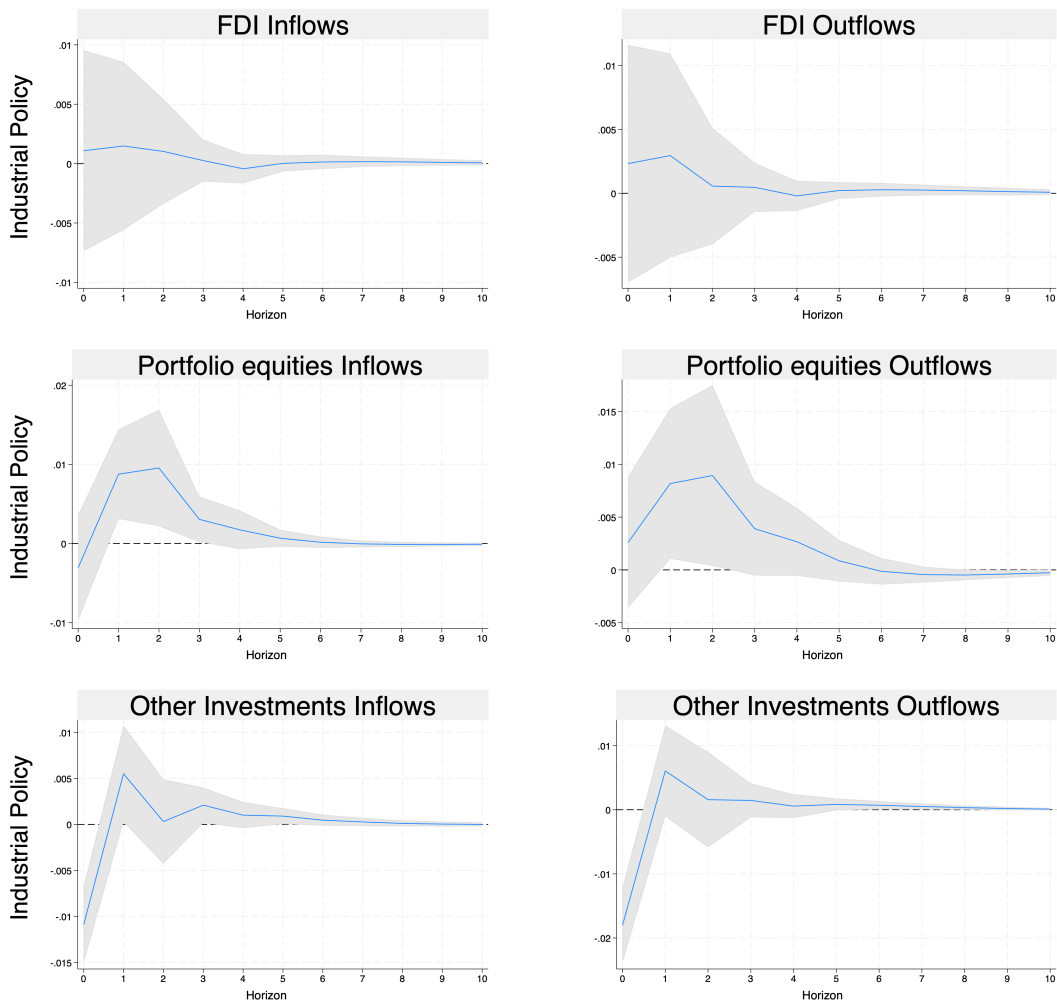 FDI Inflows
Industrial Policy
.01
.005
0
-.005
-.01
0 1 2 3 4 5 6 7 8 9 10
Horizon
FDI Outflows
.01
.005
0
-.005
0 1 2 3 4 5 6 7 8 9 10
Horizon
Portfolio equities Inflows
Industrial Policy
.02
.01
0
-.01
0 1 2 3 4 5 6 7 8 9 10
Horizon
Portfolio equities Outflows
.015
.01
.005
0
-.005
0 1 2 3 4 5 6 7 8 9 10
Horizon
Other Investments Inflows
Industrial Policy
.01
.005
0
-.005
-.01
-.015
0 1 2 3 4 5 6 7 8 9 10
Horizon
Other Investments Outflows
.01
0
-.01
-.02
0 1 2 3 4 5 6 7 8 9 10
Horizon